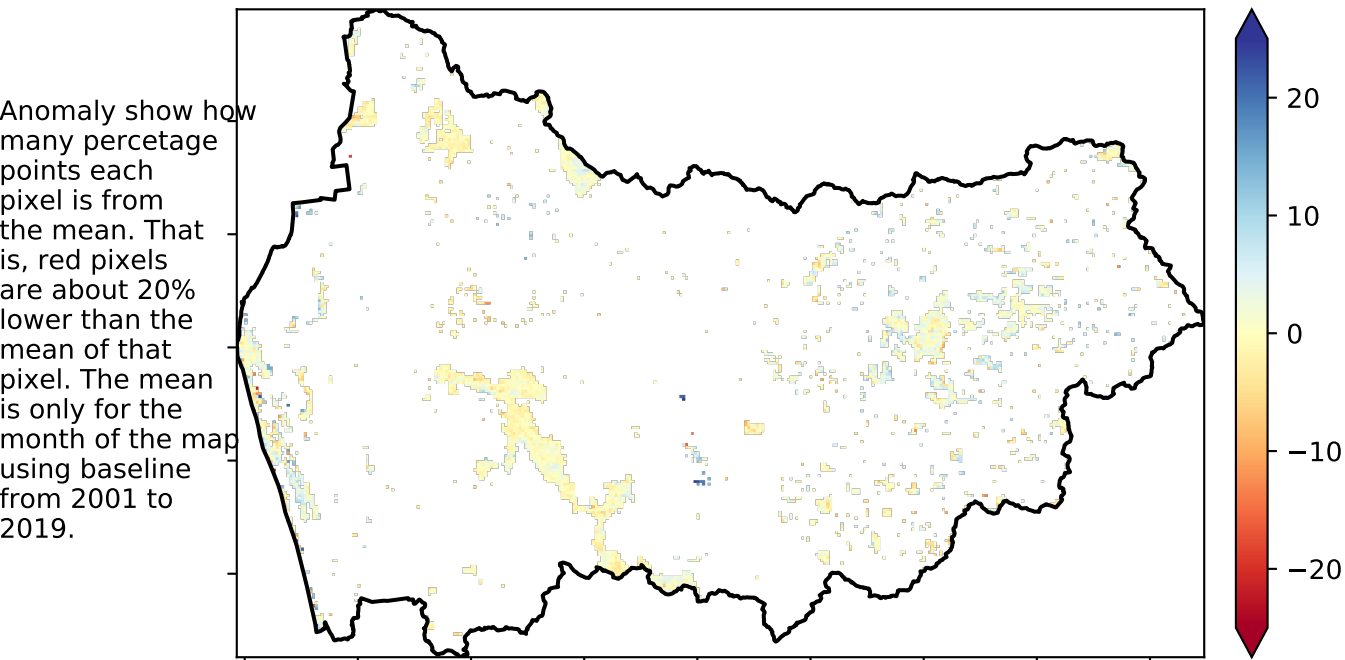 Anomaly show how
many percetage
points each
pixel is from
the mean. That
is, red pixels
are about 20%
lower than the
mean of that
pixel. The mean
is only for the
month of the map
using baseline
from 2001 to
2019.
20
10
0
−10
−20